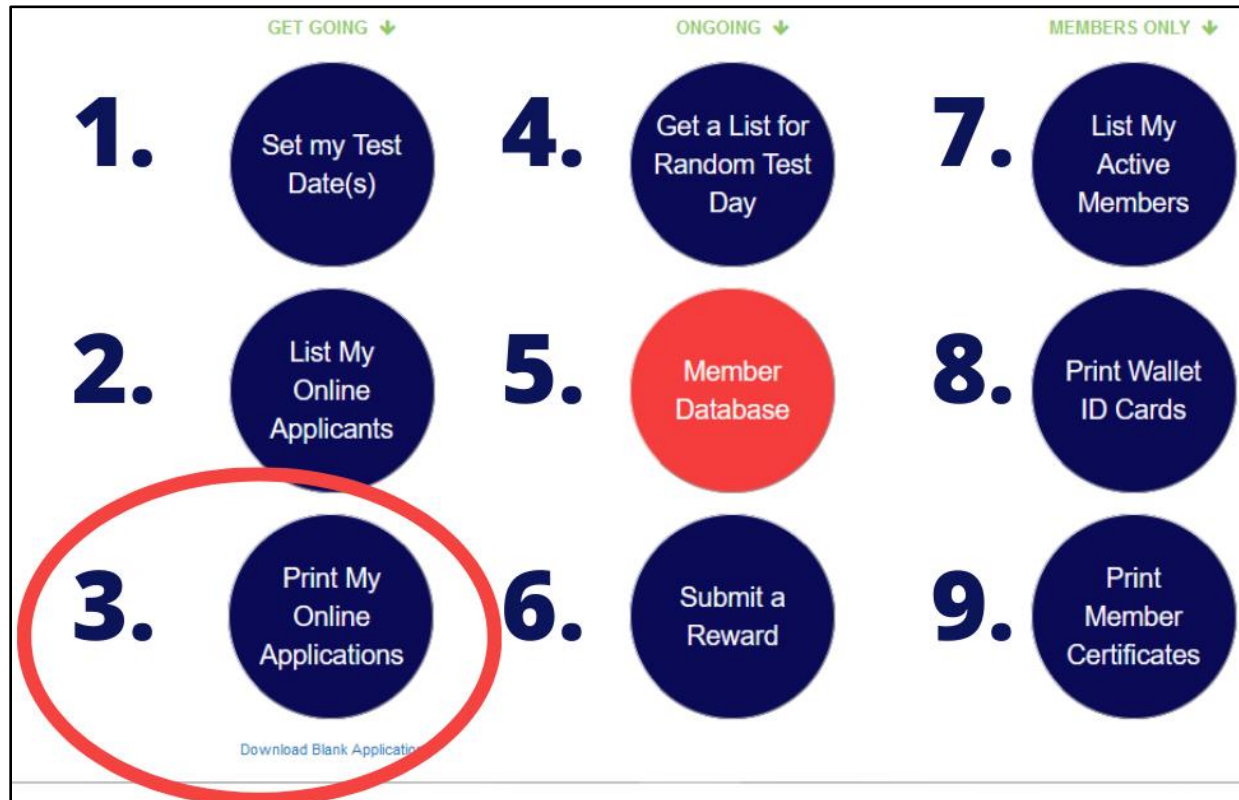 GET GOING
ONGOING
MEMBERS ONLY
1.
Set my Test
Date(s)
4.
Get a List for
Random Test
Day
7.
List My
Active
Members
2.
List My
Online
Applicants
5.
Member
Database
8.
Print Wallet
ID Cards
3.
Print My
Online
Applications
6.
Submit a
Reward
9.
Print
Member
Certificates
Download Blank Application